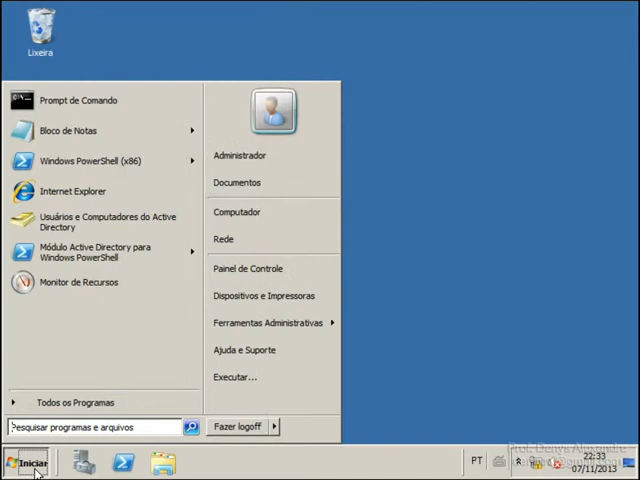 Lixeira
C:\_
Prompt de Comando
Bloco de Notas
Windows PowerShell (x86)
Internet Explorer
Usuários e Computadores do Active
Directory
Módulo Active Directory para
Windows PowerShell
Monitor de Recursos
Todos os Programas
Pesquisar programas e arquivos
Administrador
Documentos
Computador
Rede
Painel de Controle
Dispositivos e Impressoras
Ferramentas Administrativas
Ajuda e Suporte
Executar...
Fazer logoff
Iniciar
PT
22:33
07/11/2013